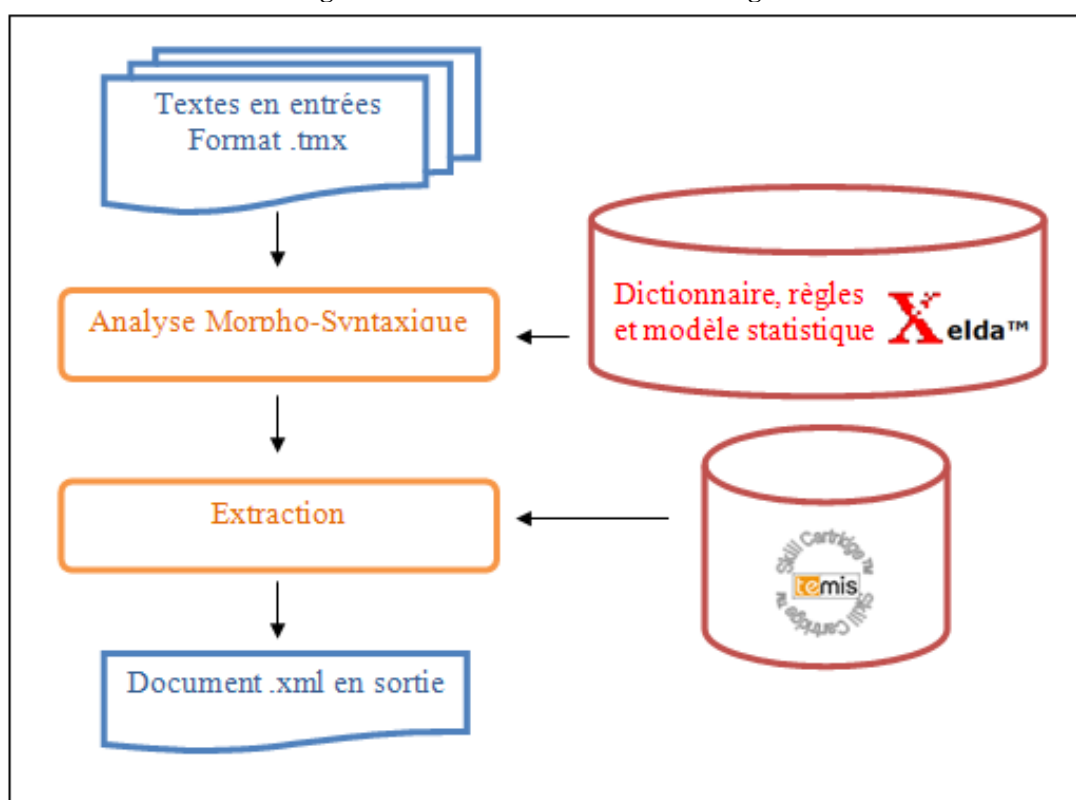 Textes en entrées
Format .tmx
Dictionnaire, règles
et modèle statistique Xelda™
Analyse Morpho-Syntaxique
Extraction
Skill Cartridge™
temis
Skill Cartridge™
Document .xml en sortie